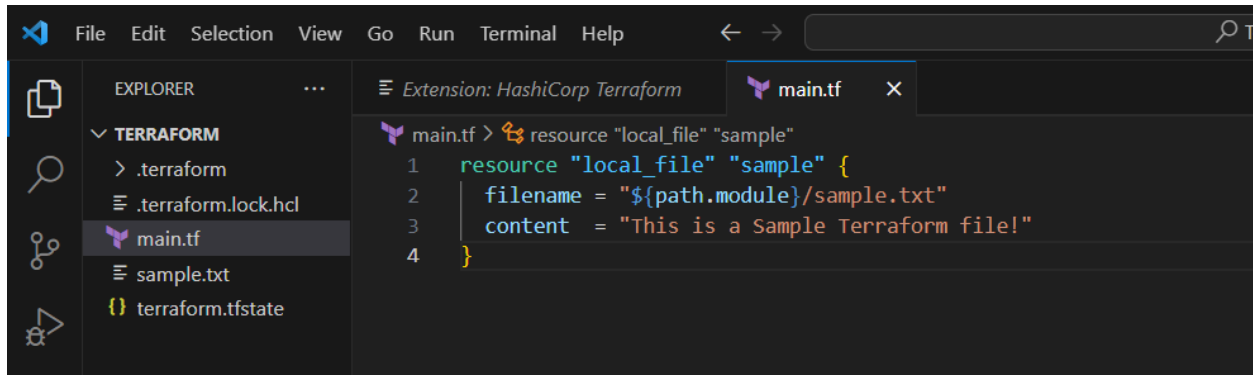 File Edit Selection View Go Run Terminal Help
EXPLORER ...
Extension: HashiCorp Terraform
main.tf
TERRAFORM
.terraform
.terraform.lock.hcl
main.tf
sample.txt
terraform.tfstate
main.tf > resource "local_file" "sample"
1 resource "local_file" "sample" {
2 filename = "${path.module}/sample.txt"
3 content = "This is a Sample Terraform file!"
4 }